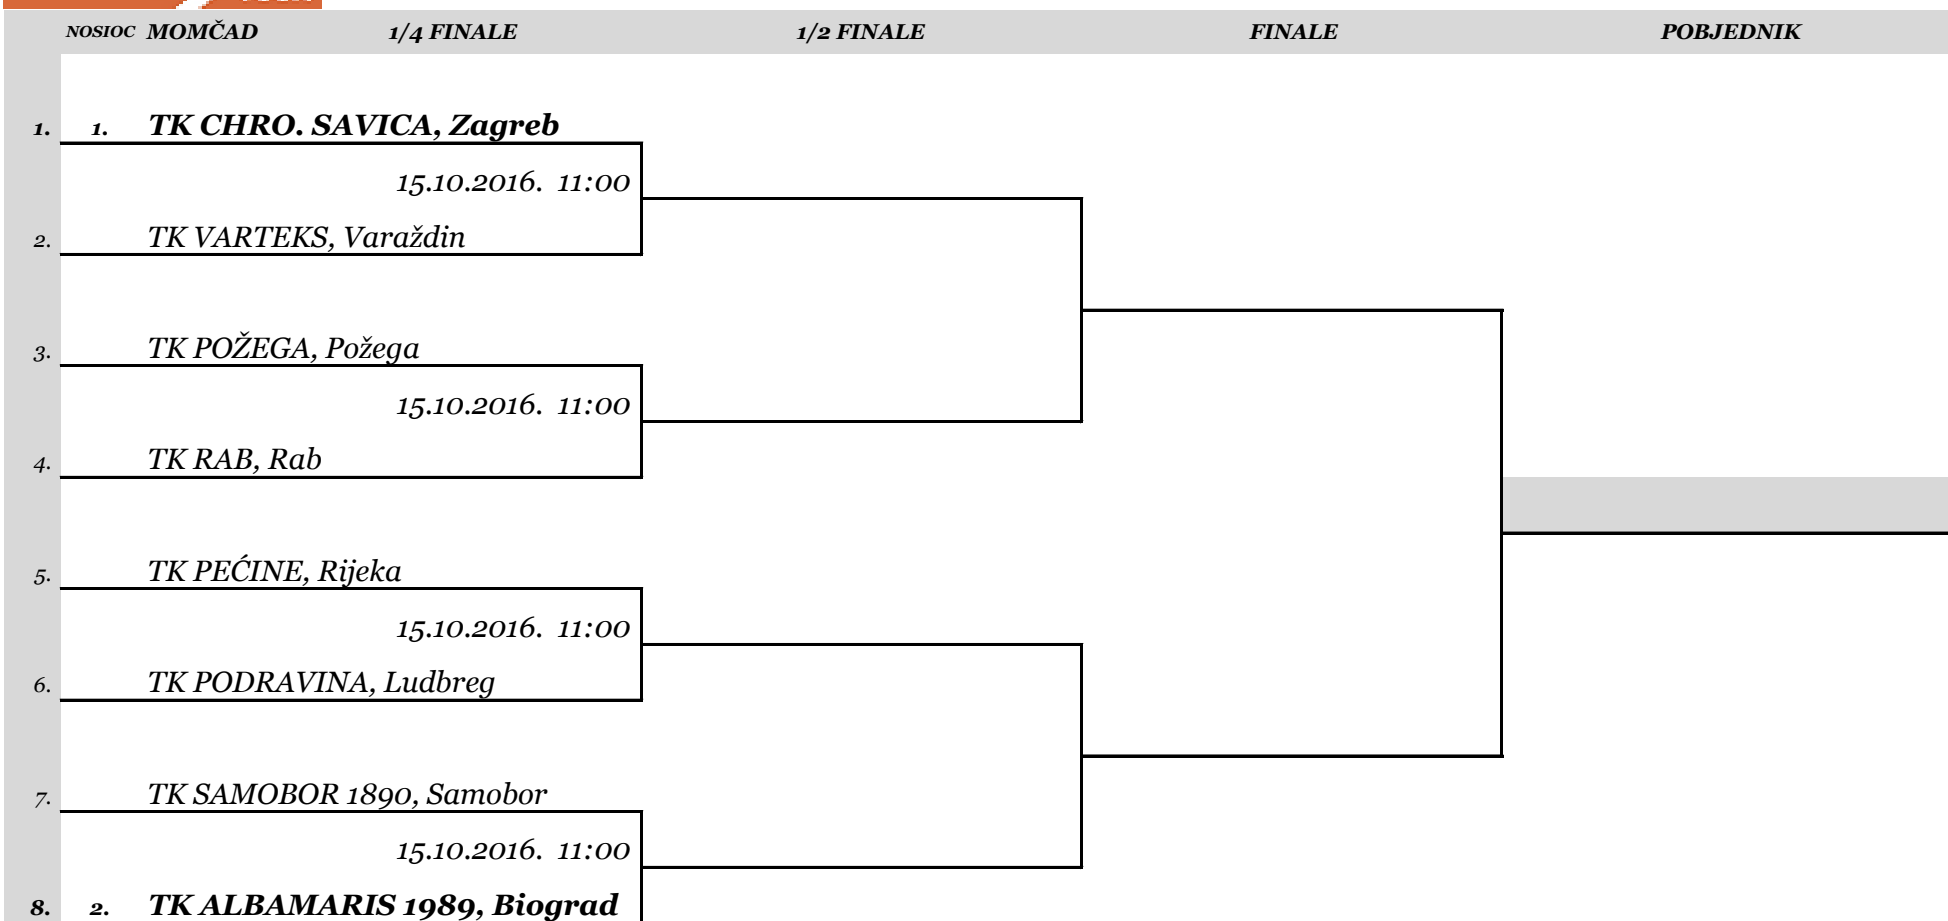 NOSIOC MOMČAD 1/4 FINALE 1/2 FINALE FINALE POBJEDNIK
1. 1. TK CHRO. SAVICA, Zagreb
15.10.2016. 11:00
2. TK VARTEKS, Varaždin
3. TK POŽEGA, Požega
15.10.2016. 11:00
4. TK RAB, Rab
5. TK PEĆINE, Rijeka
15.10.2016. 11:00
6. TK PODRAVINA, Ludbreg
7. TK SAMOBOR 1890, Samobor
15.10.2016. 11:00
8. 2. TK ALBAMARIS 1989, Biograd